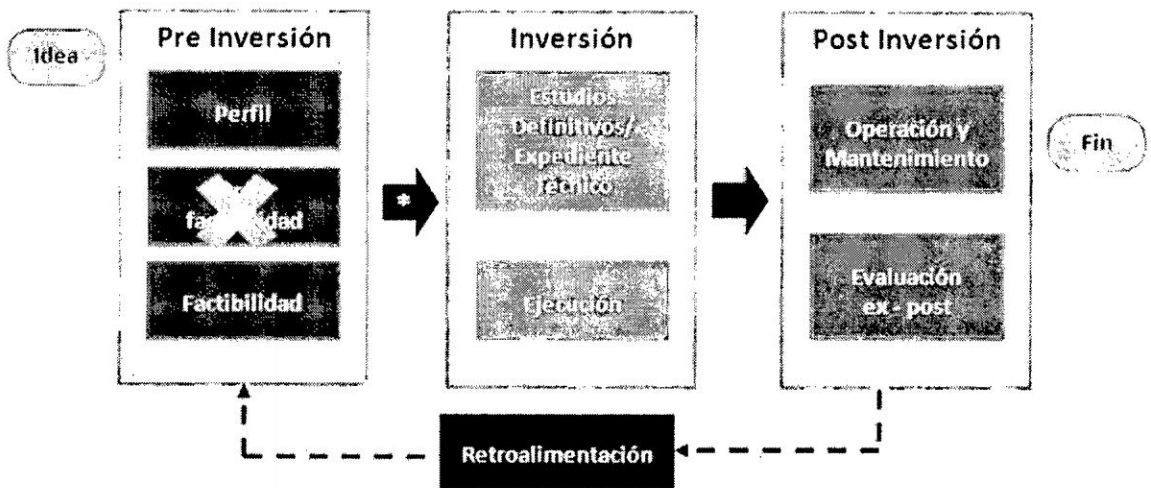 Idea
Pre Inversión
Perfil
factibilidad
Factibilidad
*
Inversión
Estudios
Definitivos/
Expediente
Técnico
Ejecución
Post Inversión
Operación y
Mantenimiento
Evaluación
ex - post
Fin
Retroalimentación